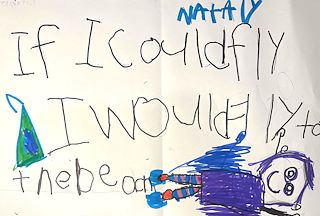 NATALY
If I Could fly
I would fly to
the beach